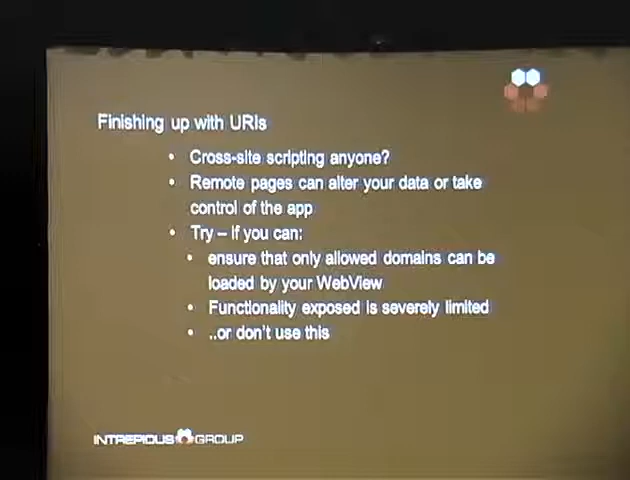 Finishing up with URIs
• Cross-site scripting anyone?
• Remote pages can alter your data or take
control of the app
• Try – if you can:
• ensure that only allowed domains can be
loaded by your WebView
• Functionality exposed is severely limited
• ..or don't use this
INTREPIDUS GROUP